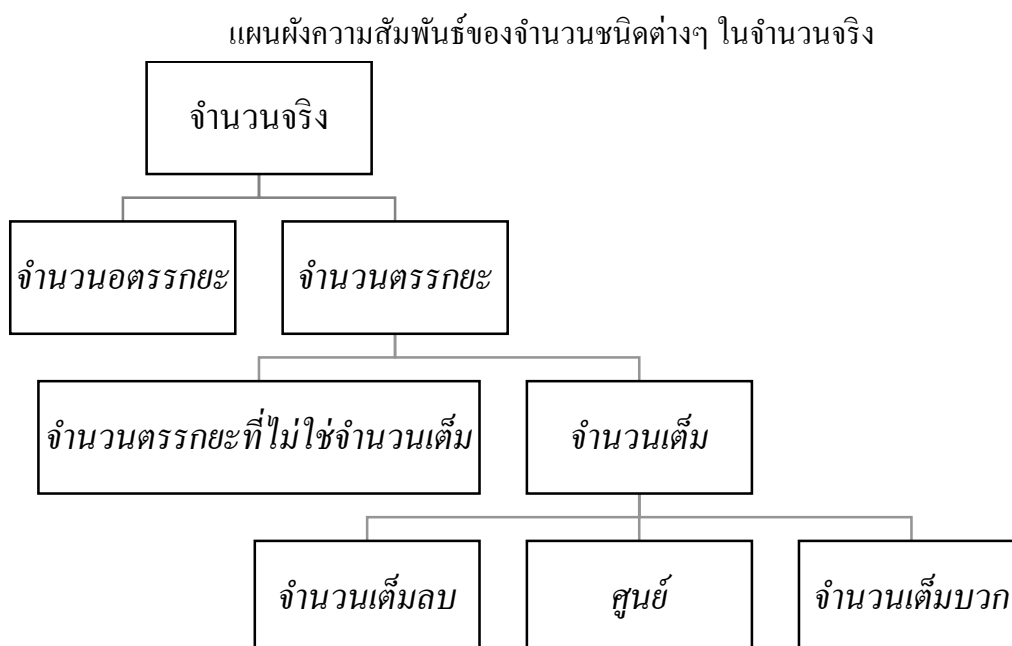 แผนผังความสัมพันธ์ของจำนวนชนิดต่างๆ ในจำนวนจริง
จำนวนจริง
จำนวนอตรรกยะ
จำนวนตรรกยะ
จำนวนตรรกยะที่ไม่ใช่จำนวนเต็ม
จำนวนเต็ม
จำนวนเต็มลบ
ศูนย์
จำนวนเต็มบวก